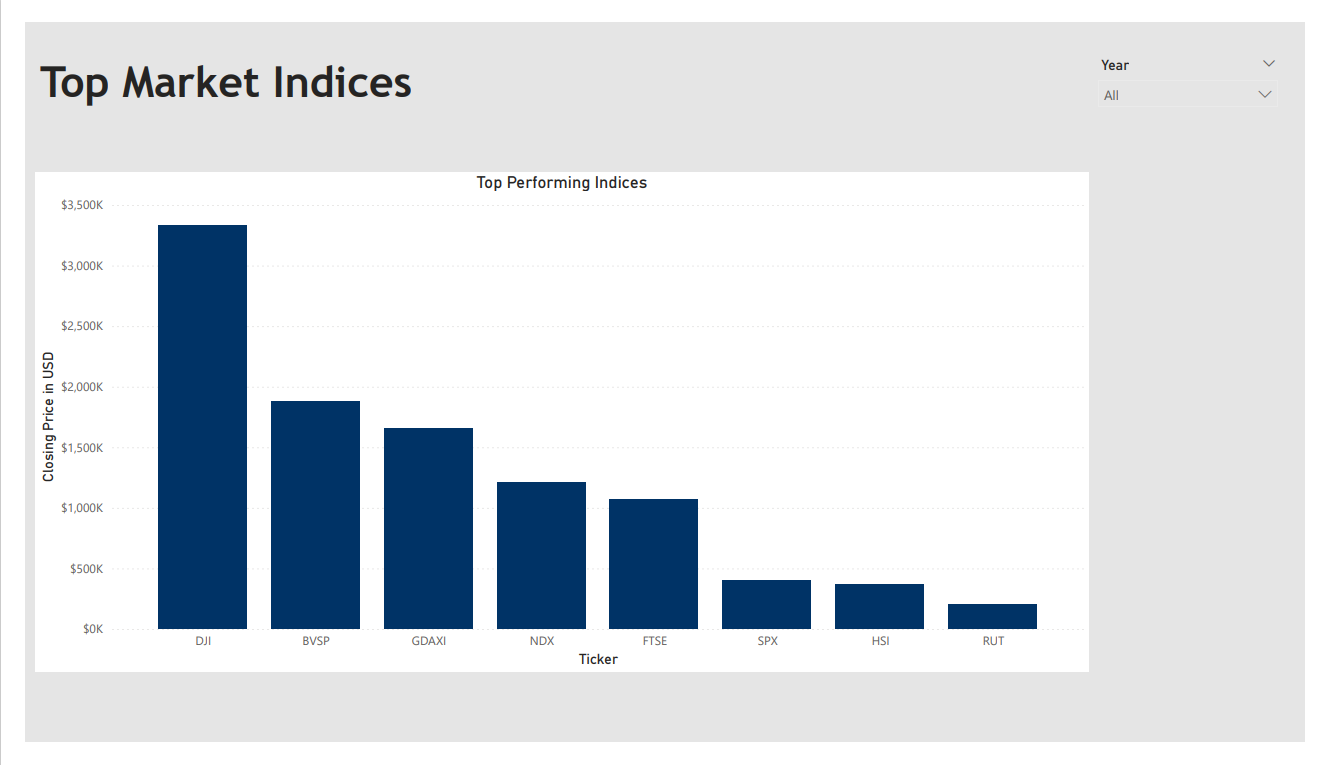 Top Market Indices
Year
All
Top Performing Indices
$3,500K
$3,000K
$2,500K
$2,000K
$1,500K
$1,000K
$500K
$0K
Closing Price in USD
DJI BVSP GDAXI NDX FTSE SPX HSI RUT
Ticker